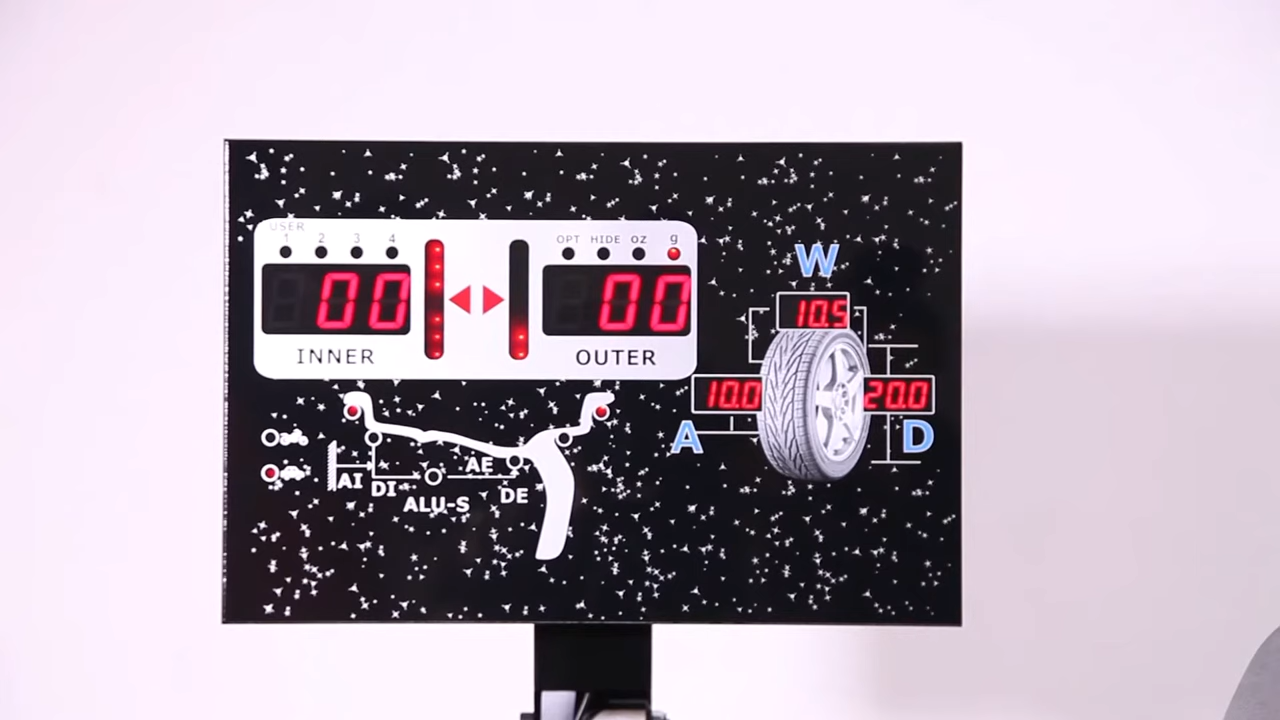 USER
1 2 3 4
OPT HIDE OZ g
00
00
INNER
OUTER
W
10.5
10.0
20.0
A
D
AI
DI
AE
ALU-S
DE